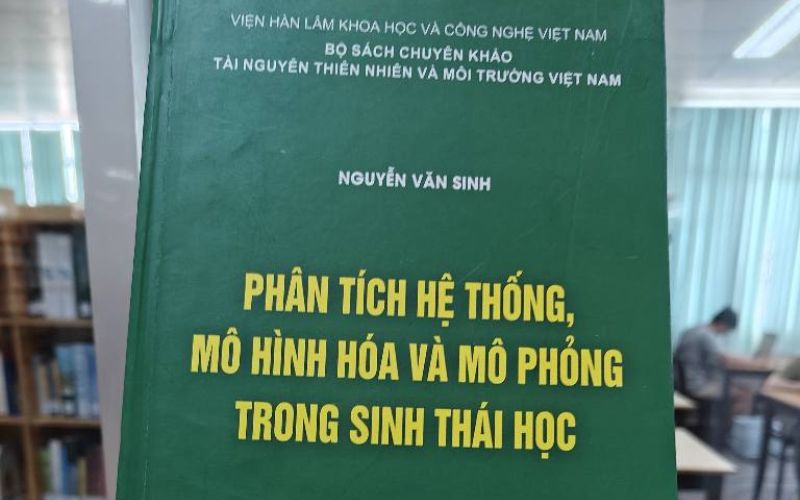 VIỆN HÀN LÂM KHOA HỌC VÀ CÔNG NGHỆ VIỆT NAM
BỘ SÁCH CHUYÊN KHẢO
TÀI NGUYÊN THIÊN NHIÊN VÀ MÔI TRƯỜNG VIỆT NAM
NGUYỄN VĂN SINH
PHÂN TÍCH HỆ THỐNG,
MÔ HÌNH HÓA VÀ MÔ PHỎNG
TRONG SINH THÁI HỌC